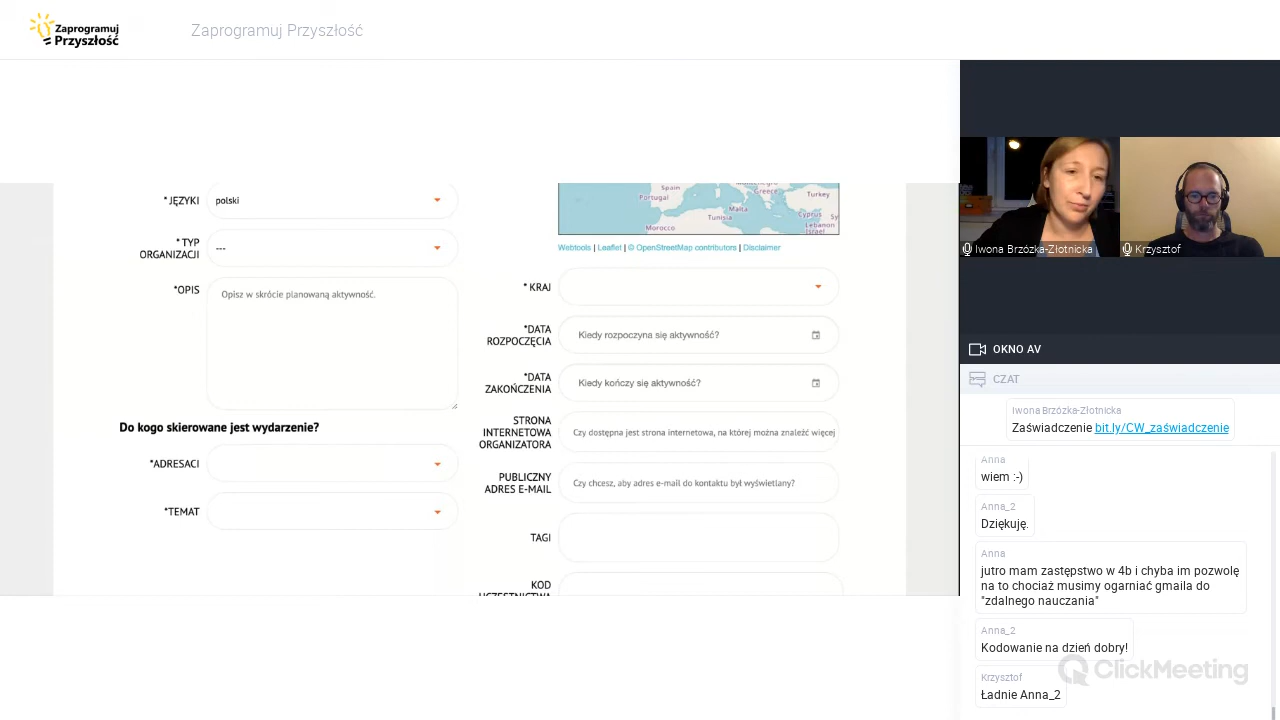 Zaprogramuj
Przyszłość
Zaprogramuj Przyszłość
* JĘZYKI
polski
* TYP
ORGANIZACJI
---
*OPIS
Opisz w skrócie planowaną aktywność.
Do kogo skierowane jest wydarzenie?
*ADRESACI
*TEMAT
Spain
Portugal
Montenegro
Turkey
Malta
Tunisia
Cyprus
Sy
Lebanon
Israel
Morocco
Webtools | Leaflet | © OpenStreetMap contributors | Disclaimer
* KRAJ
*DATA
ROZPOCZĘCIA
Kiedy rozpoczyna się aktywność?
*DATA
ZAKOŃCZENIA
Kiedy kończy się aktywność?
STRONA
INTERNETOWA
ORGANIZATORA
Czy dostępna jest strona internetowa, na której można znaleźć więcej
PUBLICZNY
ADRES E-MAIL
Czy chcesz, aby adres e-mail do kontaktu był wyświetlany?
TAGI
KOD
UCZESTNICTWA
Iwona Brzózka-Złotnicka
Krzysztof
OKNO AV
CZAT
Iwona Brzózka-Złotnicka
Zaświadczenie bit.ly/CW_zaświadczenie
Anna
wiem :-)
Anna_2
Dziękuję.
Anna
jutro mam zastępstwo w 4b i chyba im pozwolę
na to chociaż musimy ogarniać gmaila do
"zdalnego nauczania"
Anna_2
Kodowanie na dzień dobry!
Krzysztof
Ładnie Anna_2
ClickMeeting